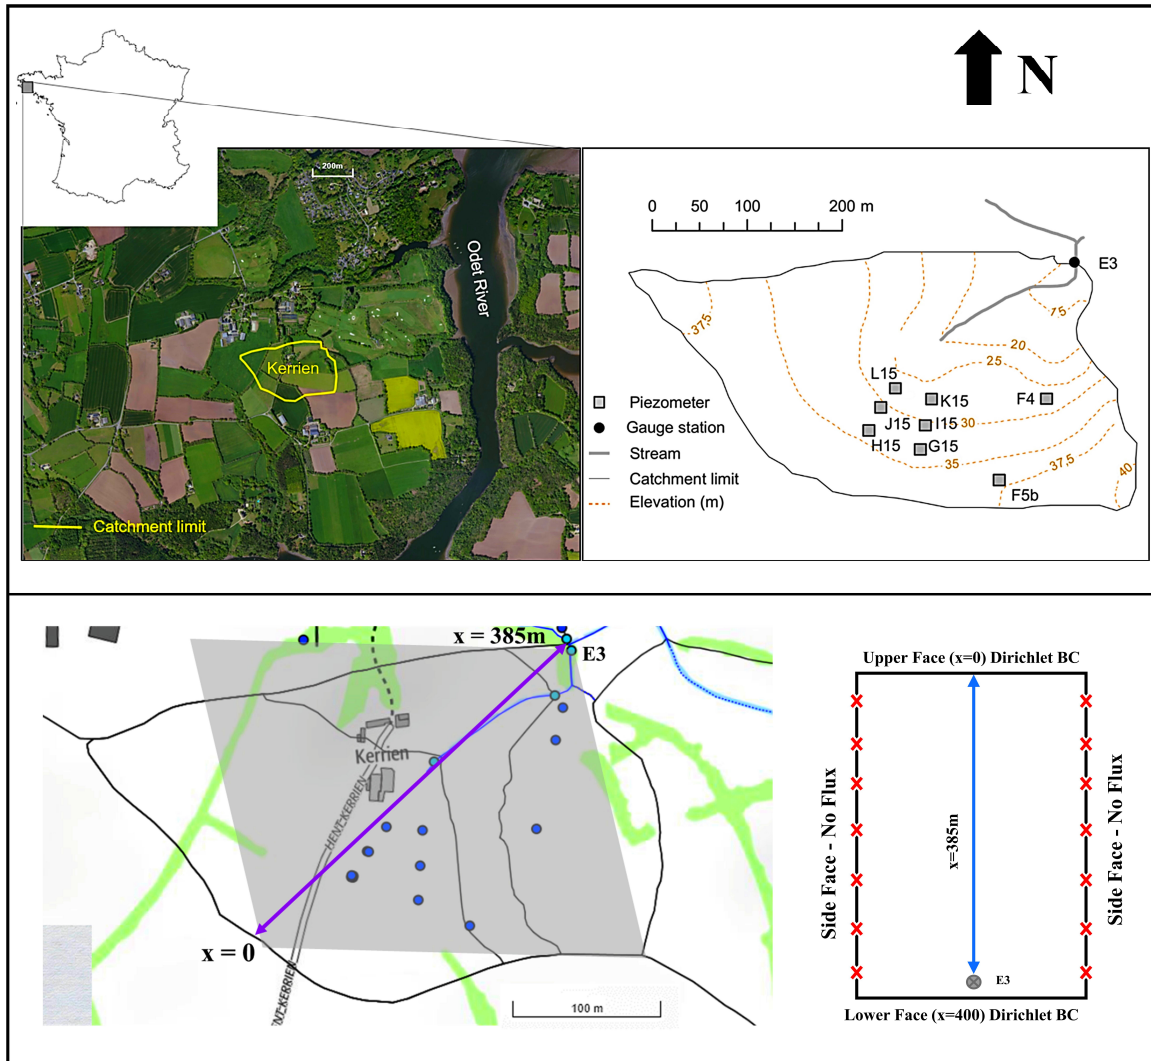 N
200m
Odet River
Kerrien
Catchment limit
0 50 100 200 m
E3
37,5
15
20
25
L15
K15
F4
J15
I15
30
H15
G15
35
37,5
40
F5b
Piezometer
Gauge station
Stream
Catchment limit
Elevation (m)
x = 385m
E3
Kerrien
HENT-KERRIEN
x = 0
ENT-KERRIEN
100 m
Upper Face (x=0) Dirichlet BC
Side Face - No Flux
x=385m
Side Face - No Flux
E3
Lower Face (x=400) Dirichlet BC